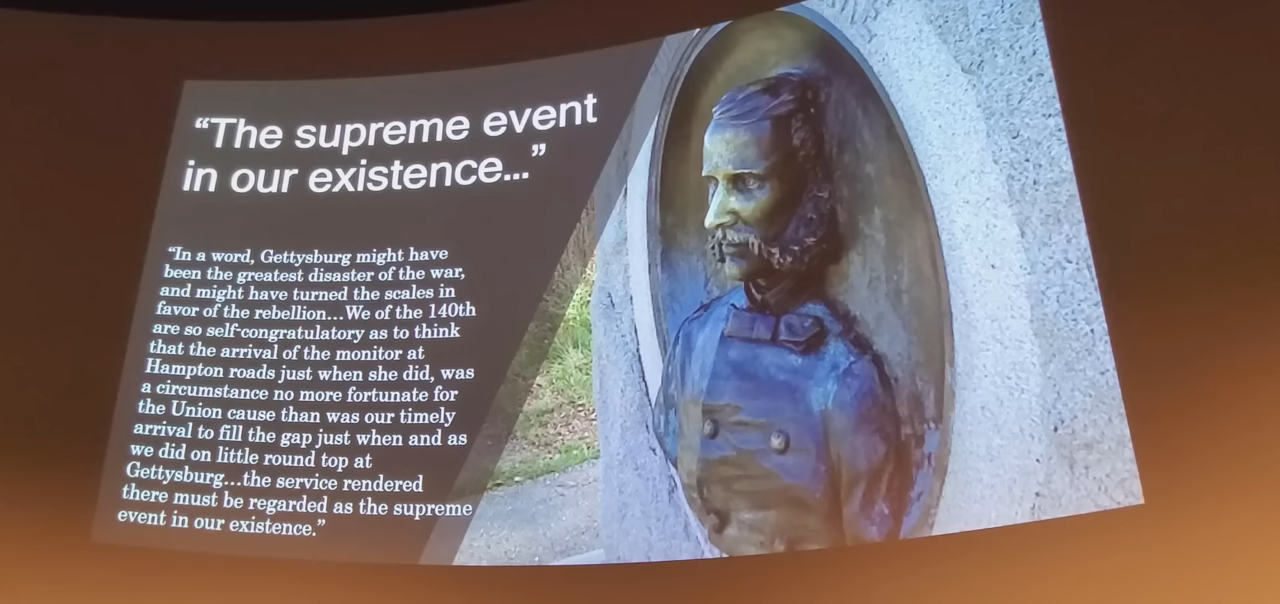 “The supreme event
in our existence...”
“In a word, Gettysburg might have
been the greatest disaster of the war,
and might have turned the scales in
favor of the rebellion...We of the 140th
are so self-congratulatory as to think
that the arrival of the monitor at
Hampton roads just when she did, was
a circumstance no more fortunate for
the Union cause than was our timely
arrival to fill the gap just when and as
we did on little round top at
Gettysburg...the service rendered
there must be regarded as the supreme
event in our existence.”